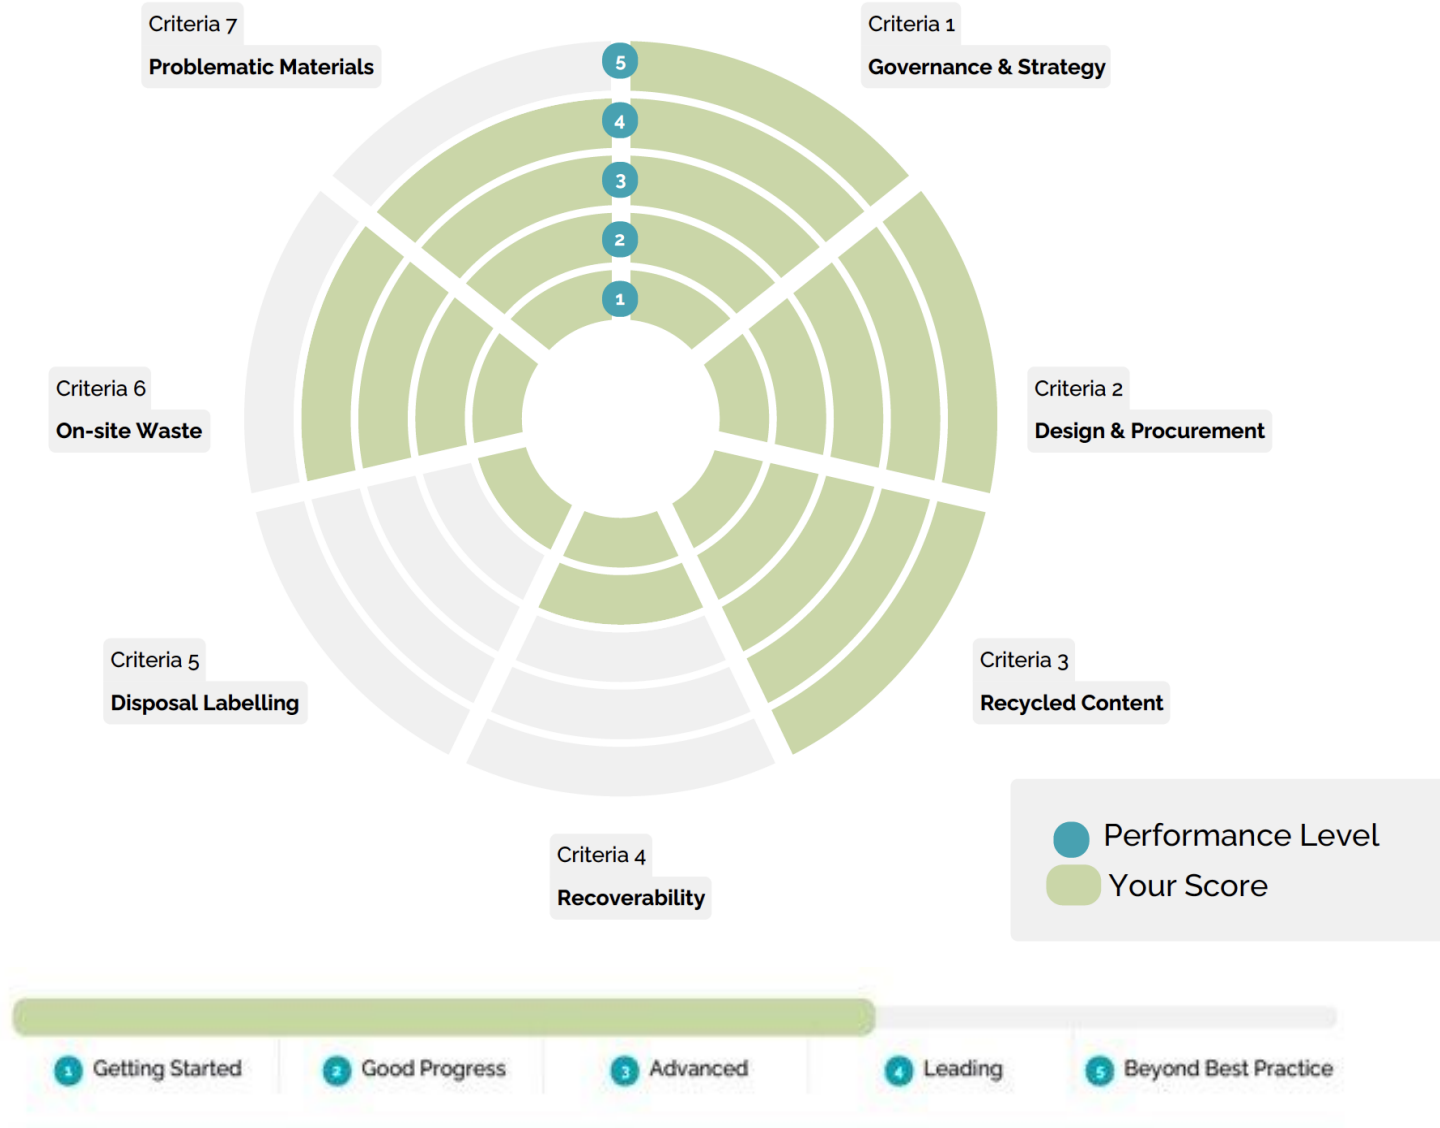 Criteria 7
Problematic Materials
Criteria 1
Governance & Strategy
5
4
3
2
1
Criteria 6
On-site Waste
Criteria 2
Design & Procurement
Criteria 5
Disposal Labelling
Criteria 3
Recycled Content
Criteria 4
Recoverability
Performance Level
Your Score
1 Getting Started
2 Good Progress
3 Advanced
4 Leading
5 Beyond Best Practice